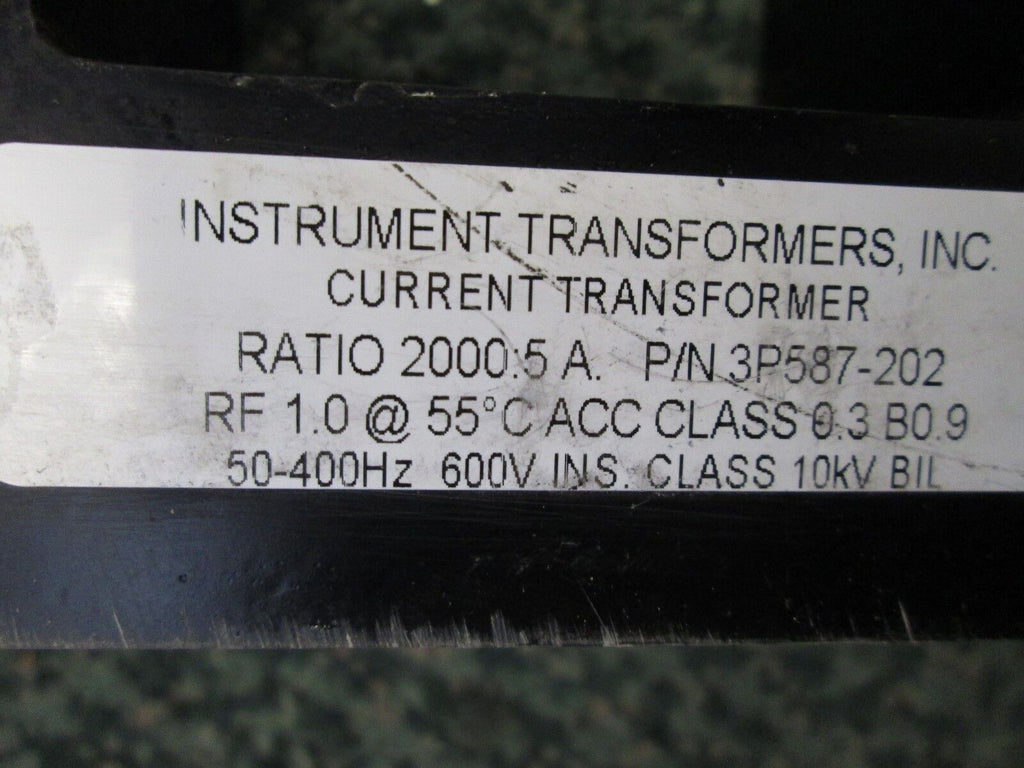 INSTRUMENT TRANSFORMERS, INC.
CURRENT TRANSFORMER
RATIO 2000:5 A. P/N 3P587-202
RF 1.0 @ 55°C ACC CLASS 0.3 B0.9
50-400Hz 600V INS. CLASS 10kV BIL